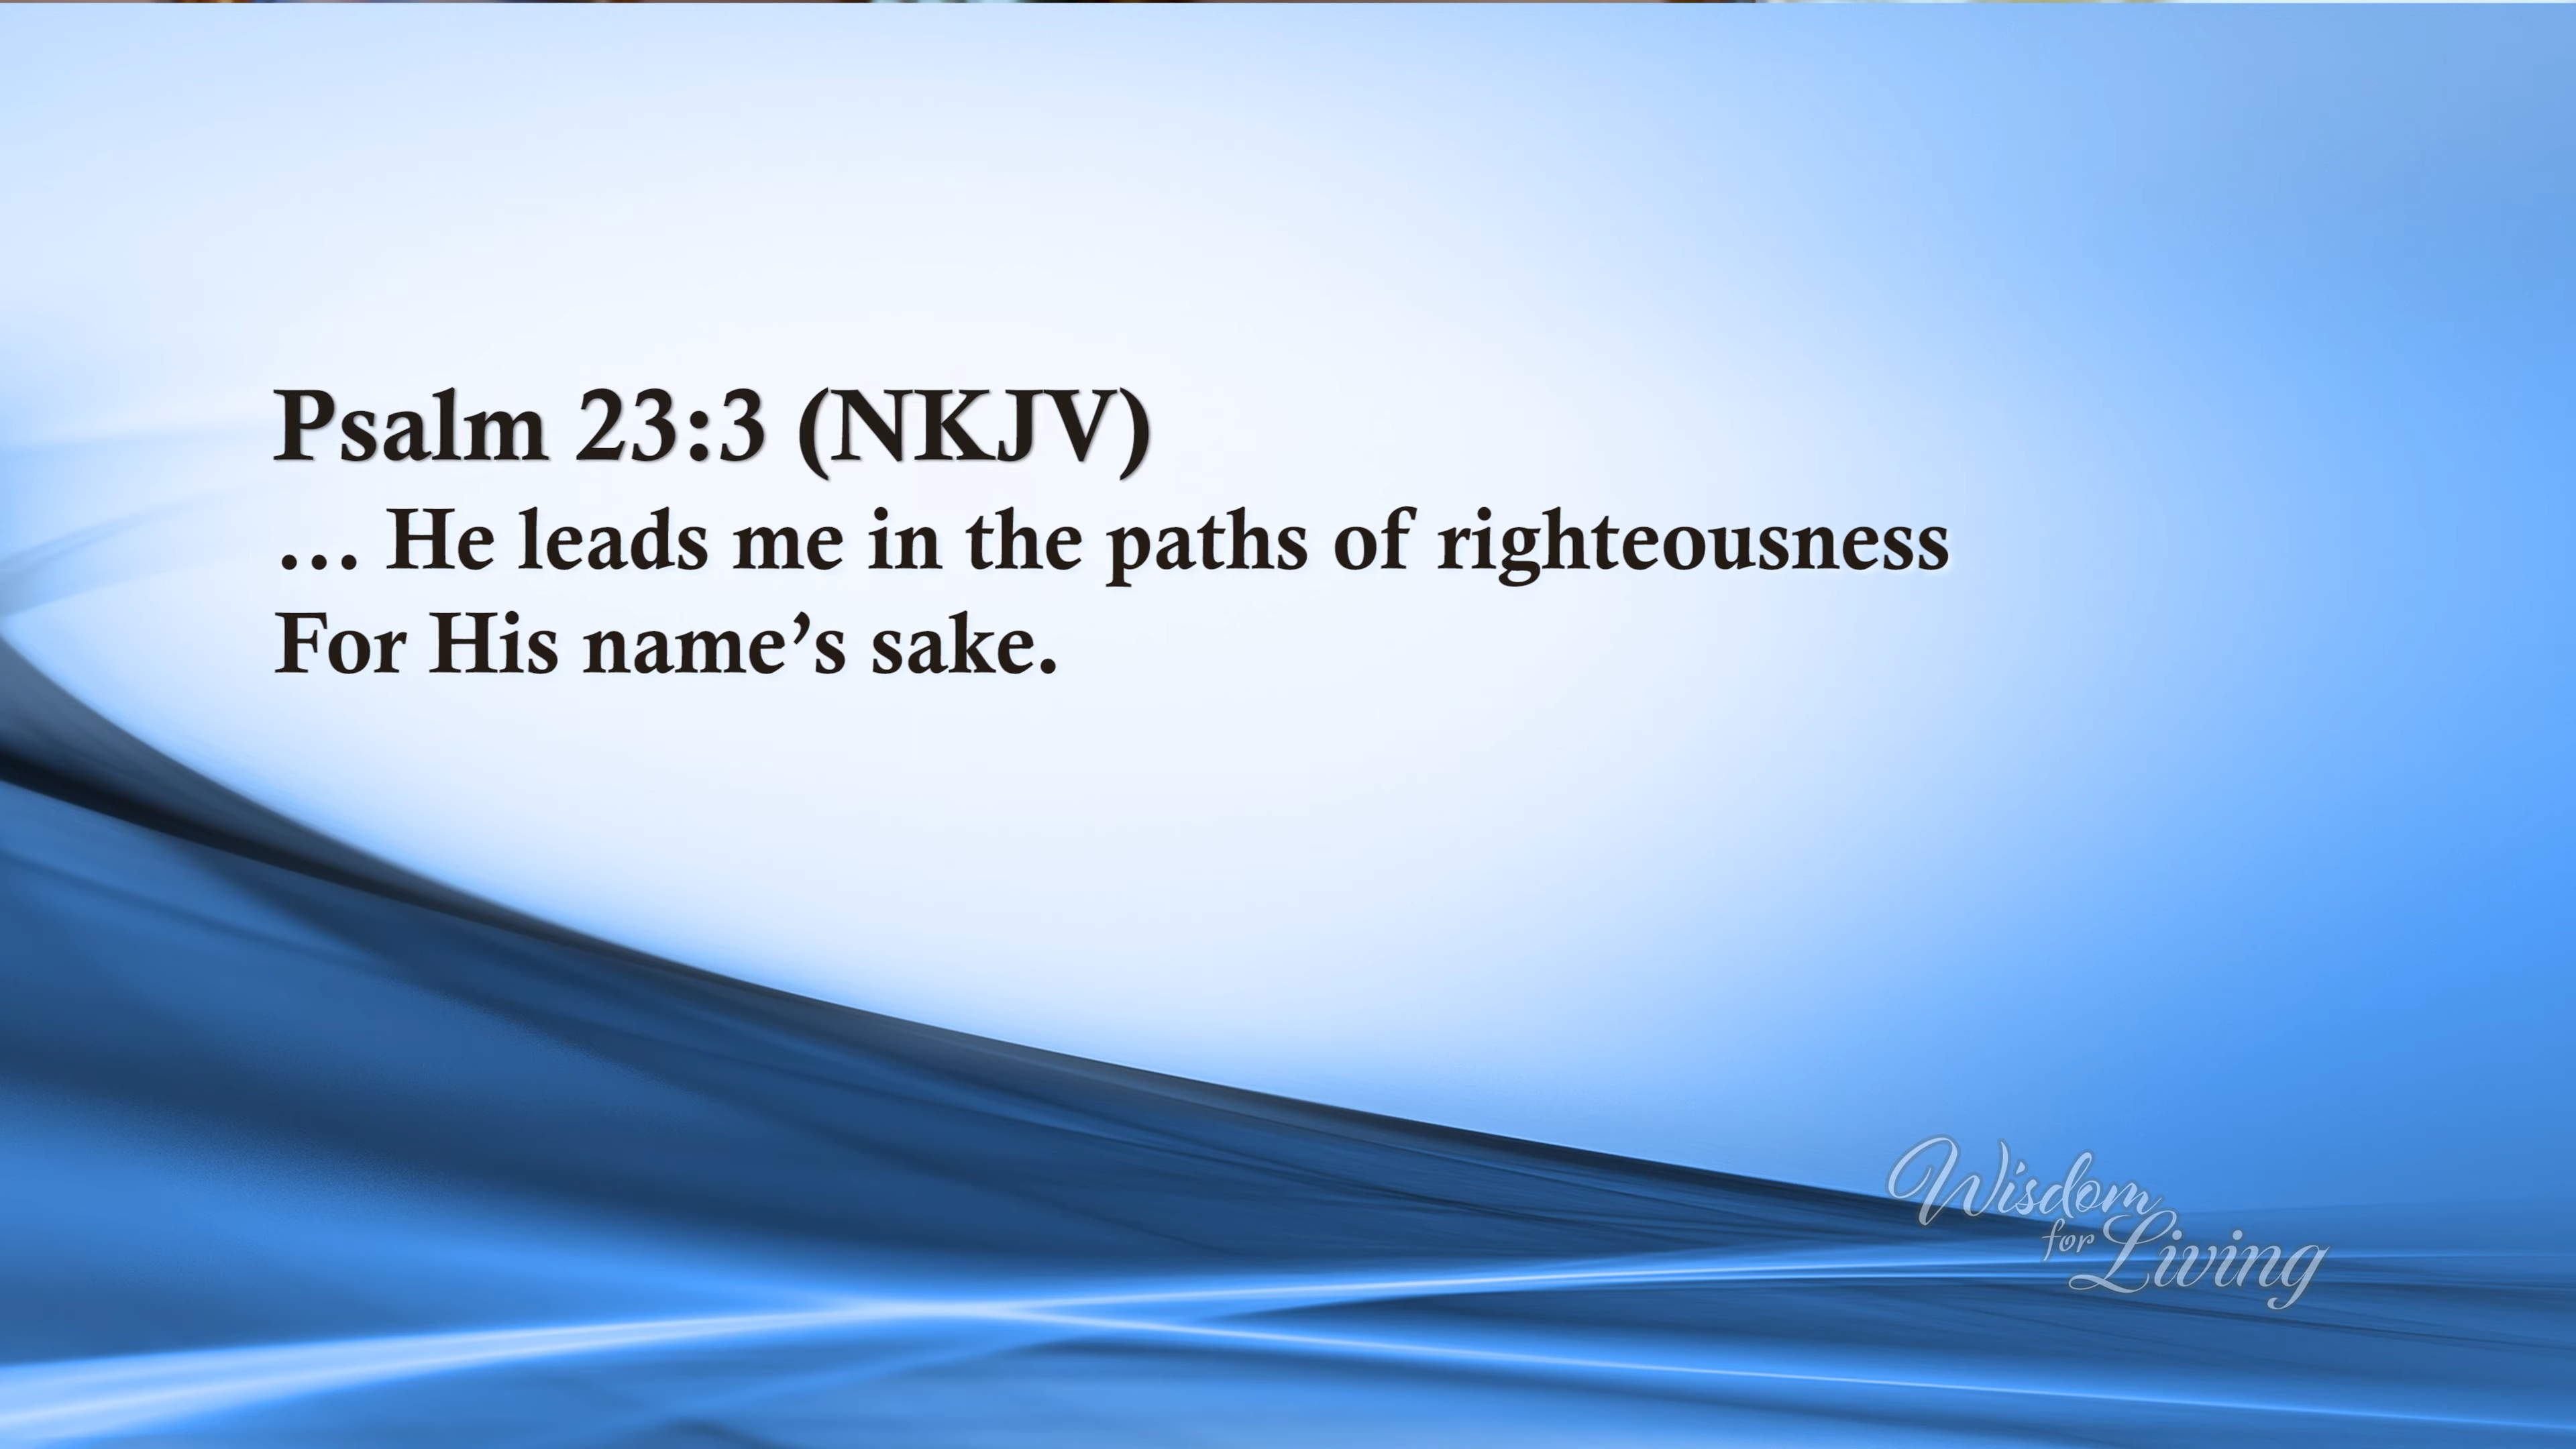 Psalm 23:3 (NKJV)
… He leads me in the paths of righteousness
For His name’s sake.
Wisdom
for Living